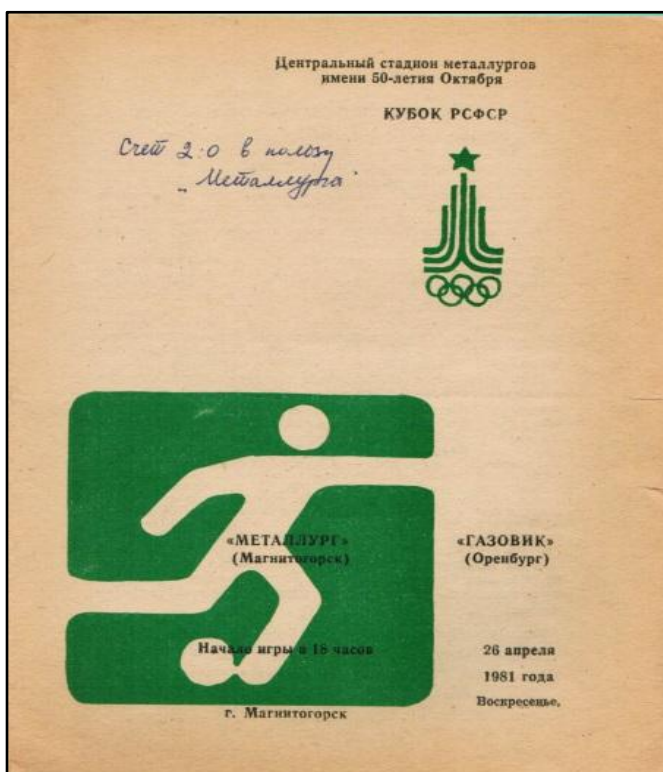 Центральный стадион металлургов
имени 50-летия Октября
КУБОК РСФСР
Счет 2:0 в пользу
„Металлурга"
«МЕТАЛЛУРГ»
(Магнитогорск)
«ГАЗОВИК»
(Оренбург)
Начало игры в 18 часов
26 апреля
1981 года
Воскресенье.
г. Магнитогорск